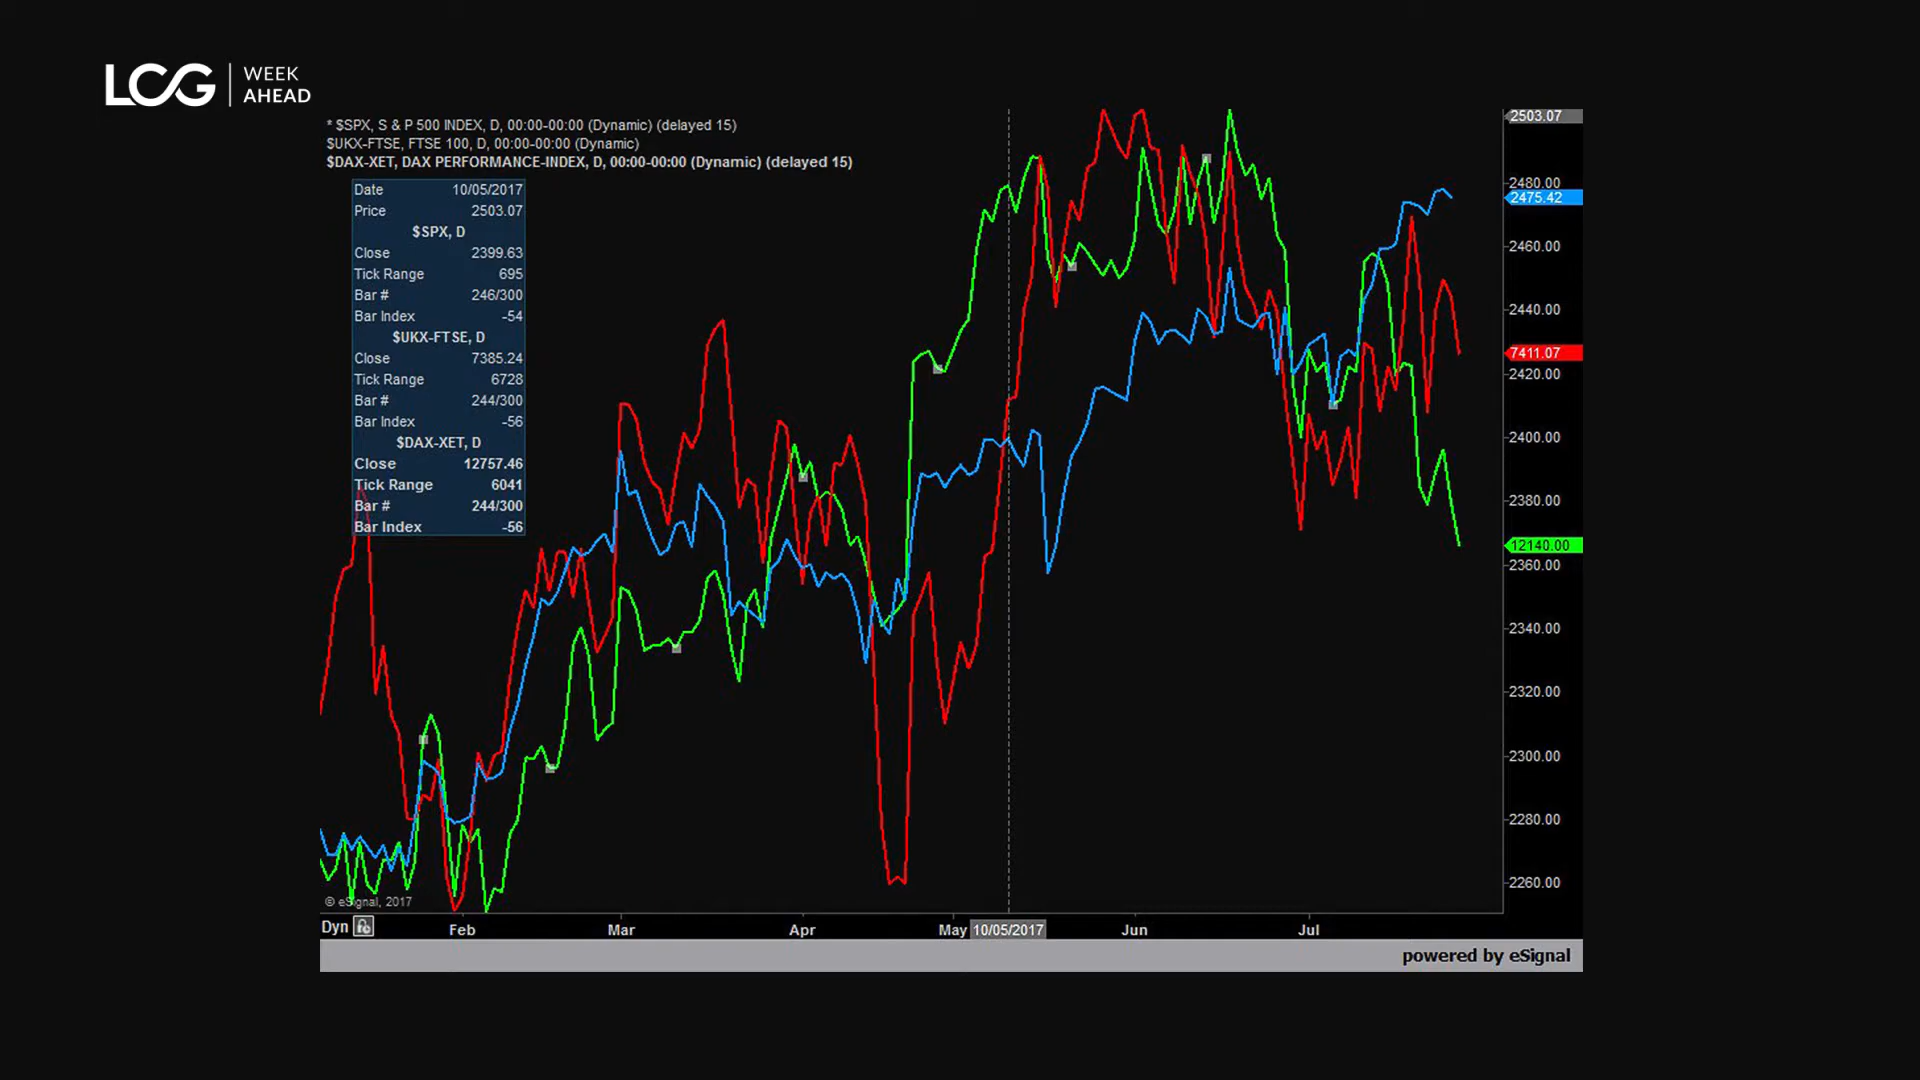 LCG WEEK
AHEAD
* $SPX, S & P 500 INDEX, D, 00:00-00:00 (Dynamic) (delayed 15)
$UKX-FTSE, FTSE 100, D, 00:00-00:00 (Dynamic)
$DAX-XET, DAX PERFORMANCE-INDEX, D, 00:00-00:00 (Dynamic) (delayed 15)
Date 10/05/2017
Price 2503.07
$SPX, D
Close 2399.63
Tick Range 695
Bar # 246/300
Bar Index -54
$UKX-FTSE, D
Close 7385.24
Tick Range 6728
Bar # 244/300
Bar Index -56
$DAX-XET, D
Close 12757.46
Tick Range 6041
Bar # 244/300
Bar Index -56
2503.07
2480.00
2475.42
2460.00
2440.00
7411.07
2420.00
2400.00
2380.00
12140.00
2360.00
2340.00
2320.00
2300.00
2280.00
2260.00
© eSignal, 2017
Dyn Feb Mar Apr May 10/05/2017 Jun Jul
powered by eSignal